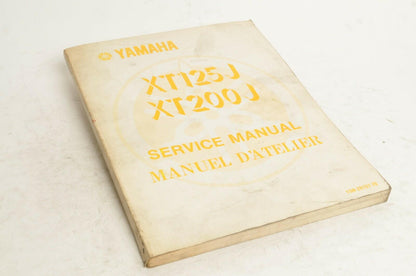 YAMAHA
XT125J
XT200J
SERVICE MANUAL
MANUEL D'ATELIER